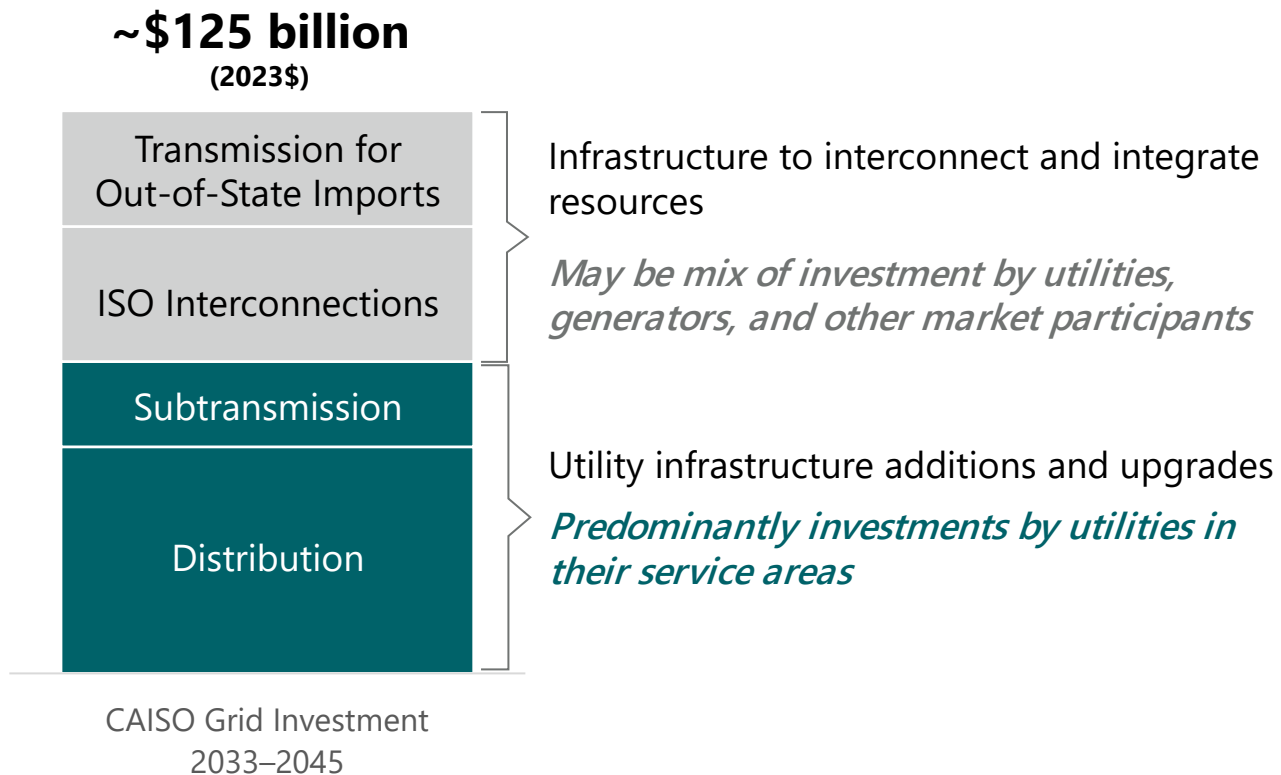 ~$125 billion
(2023$)
Transmission for
Out-of-State Imports
ISO Interconnections
Subtransmission
Distribution
CAISO Grid Investment
2033–2045
Infrastructure to interconnect and integrate
resources
May be mix of investment by utilities,
generators, and other market participants
Utility infrastructure additions and upgrades
Predominantly investments by utilities in
their service areas